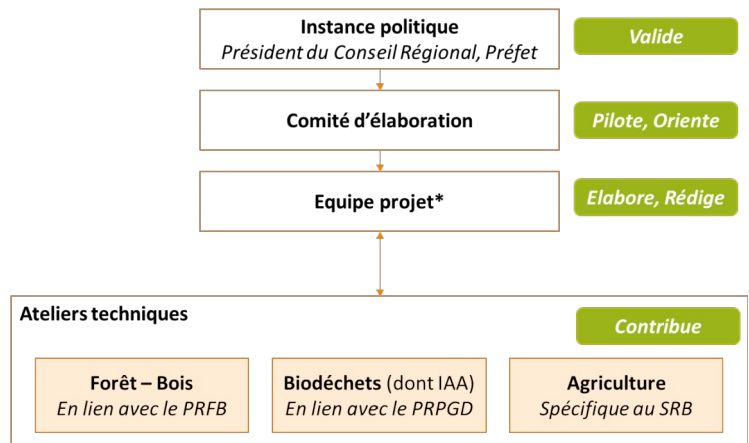 Instance politique
Président du Conseil Régional, Préfet
Valide
Comité d’élaboration
Pilote, Oriente
Equipe projet*
Elabore, Rédige
Ateliers techniques
Contribue
Forêt – Bois
En lien avec le PRFB
Biodéchets (dont IAA)
En lien avec le PRPGD
Agriculture
Spécifique au SRB